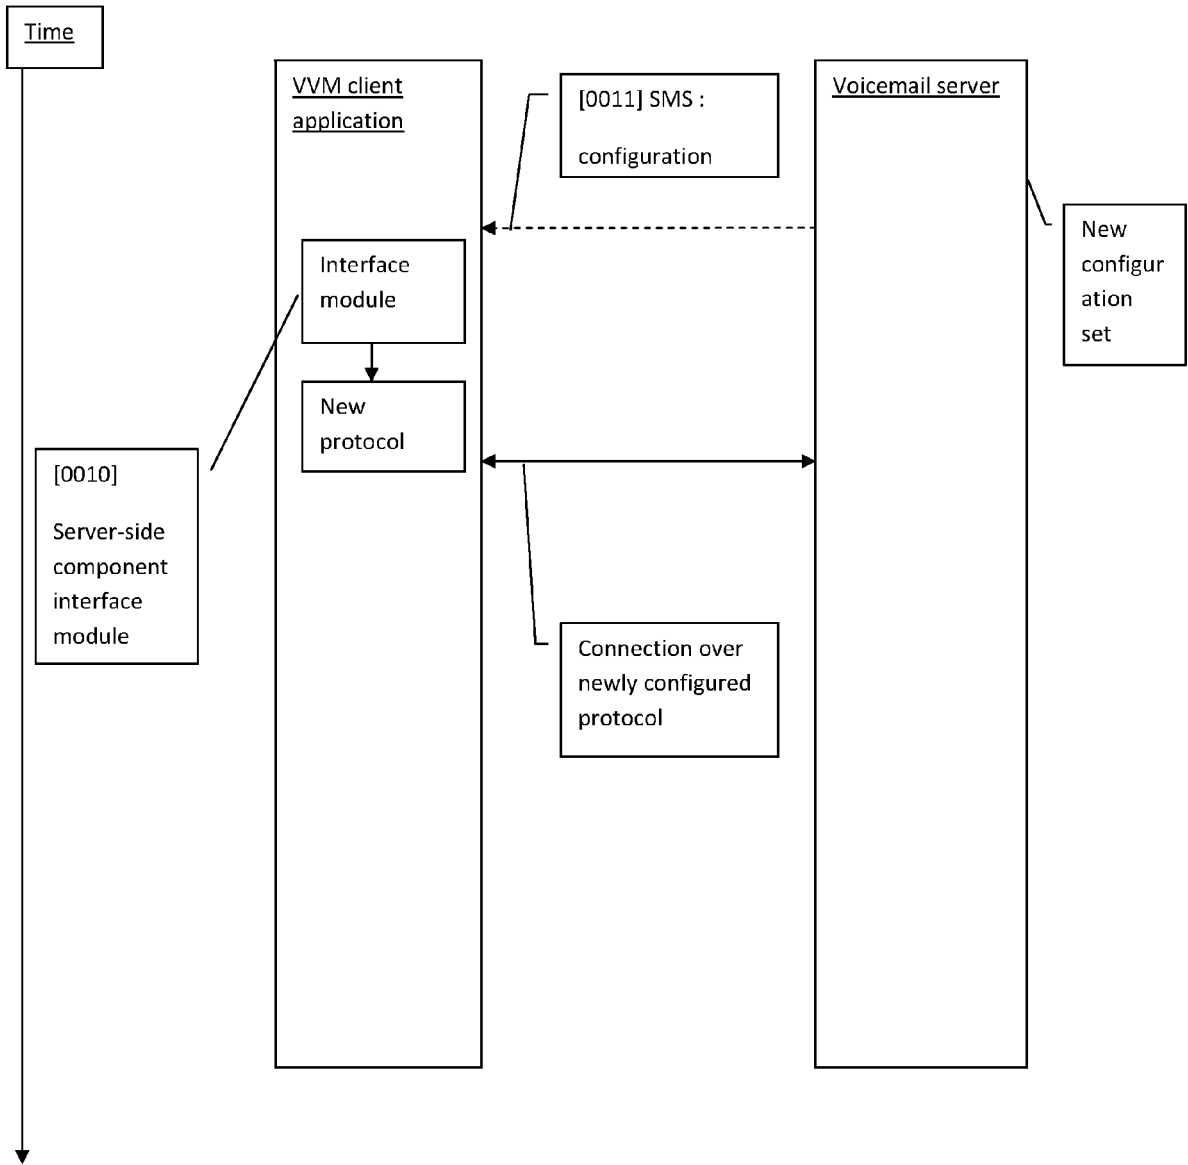 Time
VVM client
application
[0011] SMS :
configuration
Voicemail server
New
configur
ation
set
Interface
module
New
protocol
[0010]
Server-side
component
interface
module
Connection over
newly configured
protocol